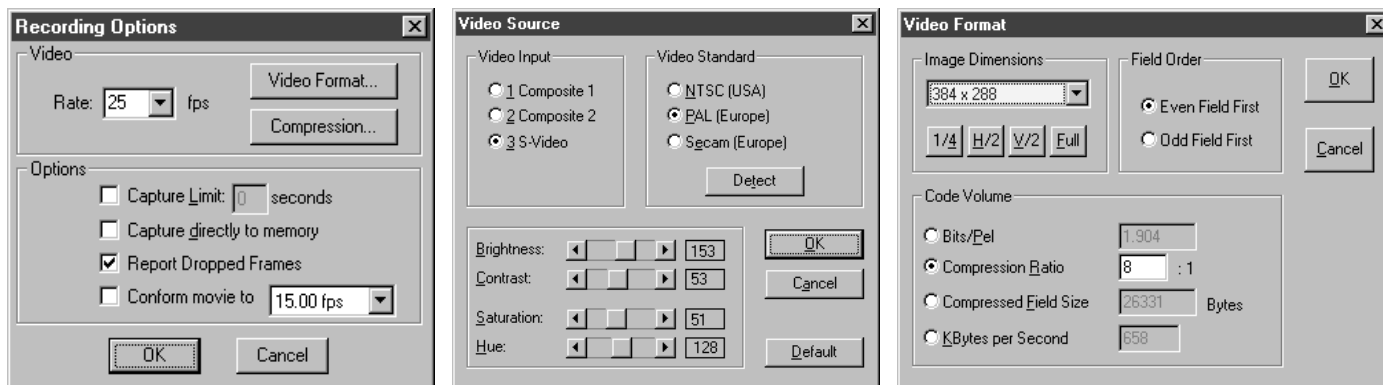 Recording Options
Video
Rate: 25 fps
Video Format...
Compression...
Options
Capture Limit: 0 seconds
Capture directly to memory
Report Dropped Frames
Conform movie to 15.00 fps
OK Cancel
Video Source
Video Input
1 Composite 1
2 Composite 2
3 S-Video
Video Standard
NTSC (USA)
PAL (Europe)
Secam (Europe)
Detect
Brightness: 153
Contrast: 53
Saturation: 51
Hue: 128
OK
Cancel
Default
Video Format
Image Dimensions
384 x 288
1/4 H/2 V/2 Full
Field Order
Even Field First
Odd Field First
OK
Cancel
Code Volume
Bits/Pel 1.904
Compression Ratio 8 : 1
Compressed Field Size 26331 Bytes
KBytes per Second 658